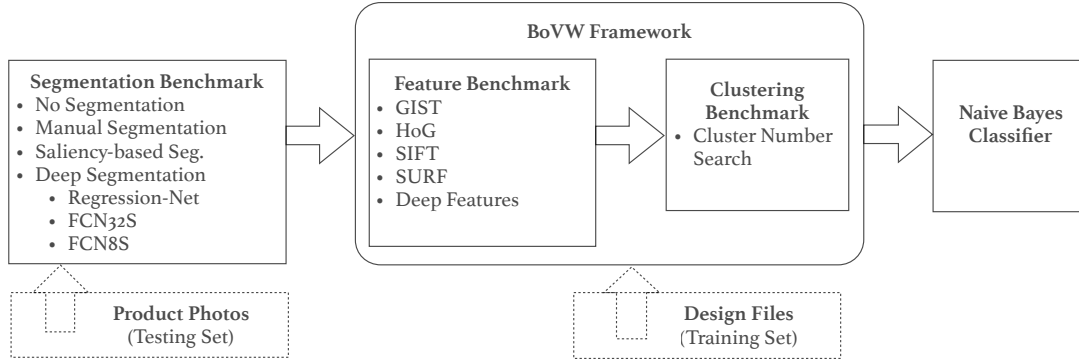 BoVW Framework
Segmentation Benchmark
• No Segmentation
• Manual Segmentation
• Saliency-based Seg.
• Deep Segmentation
• Regression-Net
• FCN32S
• FCN8S
Feature Benchmark
• GIST
• HoG
• SIFT
• SURF
• Deep Features
Clustering
Benchmark
• Cluster Number
Search
Naive Bayes
Classifier
Product Photos
(Testing Set)
Design Files
(Training Set)